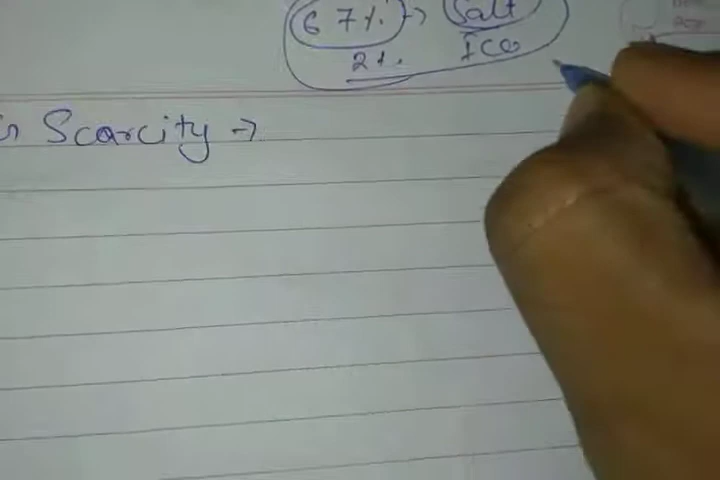 67%. → Salt
2%. Ice
Scarcity →